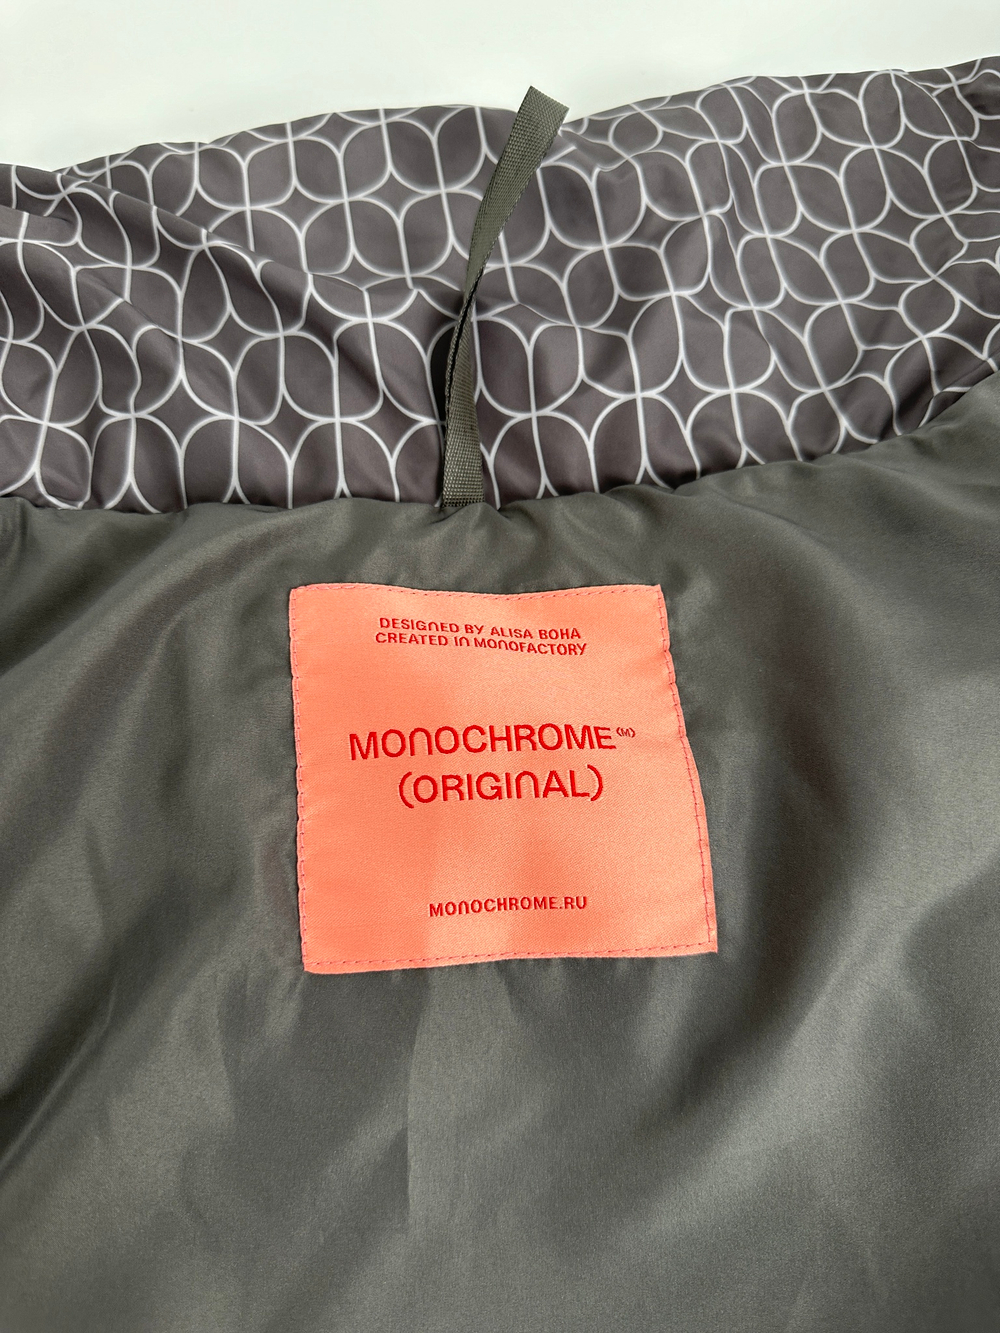 DESIGNED BY ALISA BOHA
CREATED IN MONOFACTORY
MONOCHROME(M)
(ORIGINAL)
MONOCHROME.RU